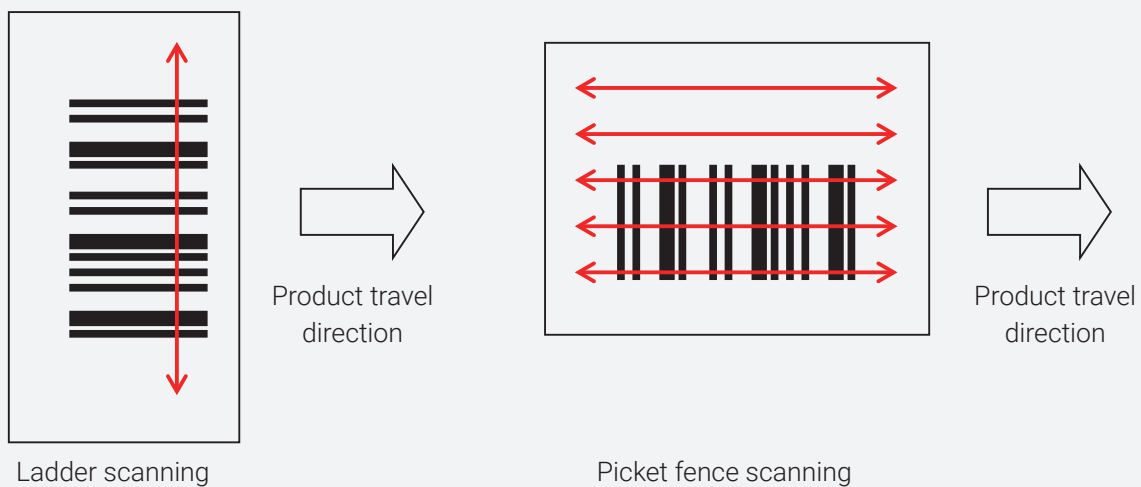 Product travel
direction
Product travel
direction
Ladder scanning
Picket fence scanning